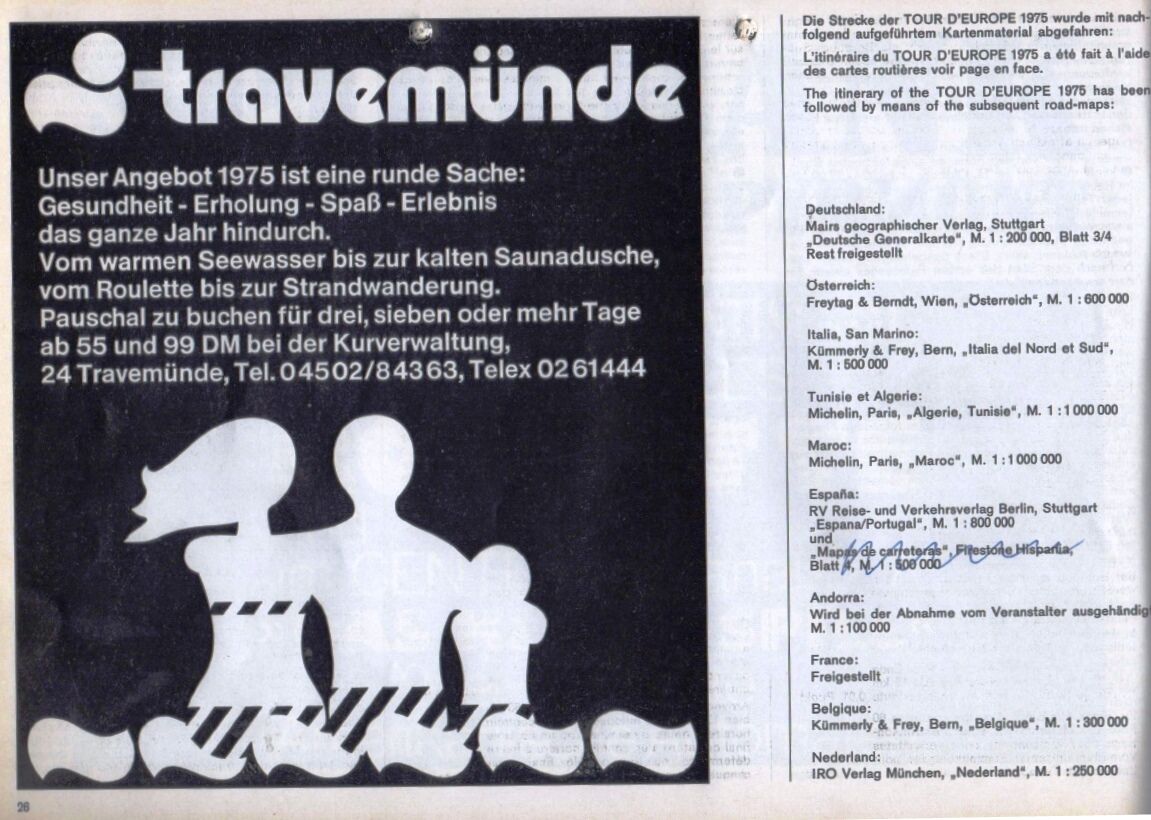 travemünde
Unser Angebot 1975 ist eine runde Sache:
Gesundheit - Erholung - Spaß - Erlebnis
das ganze Jahr hindurch.
Vom warmen Seewasser bis zur kalten Saunadusche,
vom Roulette bis zur Strandwanderung.
Pauschal zu buchen für drei, sieben oder mehr Tage
ab 55 und 99 DM bei der Kurverwaltung,
24 Travemünde, Tel. 04502/84363, Telex 0261444
26
Die Strecke der TOUR D'EUROPE 1975 wurde mit nach-
folgend aufgeführtem Kartenmaterial abgefahren:
L'itinéraire du TOUR D'EUROPE 1975 a été fait à l'aide
des cartes routières voir page en face.
The itinerary of the TOUR D'EUROPE 1975 has been
followed by means of the subsequent road-maps:
Deutschland:
Mairs geographischer Verlag, Stuttgart
„Deutsche Generalkarte“, M. 1 : 200 000, Blatt 3/4
Rest freigestellt
Österreich:
Freytag & Berndt, Wien, „Österreich“, M. 1 : 600 000
Italia, San Marino:
Kümmerly & Frey, Bern, „Italia del Nord et Sud“,
M. 1 : 500 000
Tunisie et Algerie:
Michelin, Paris, „Algerie, Tunisie“, M. 1 : 1 000 000
Maroc:
Michelin, Paris, „Maroc“, M. 1 : 1 000 000
España:
RV Reise- und Verkehrsverlag Berlin, Stuttgart
„Espana/Portugal“, M. 1 : 800 000
und
„Mapas de carreteras“, Firestone Hispania,
Blatt 4, M. 1 : 500 000
Andorra:
Wird bei der Abnahme vom Veranstalter ausgehändigt
M. 1 : 100 000
France:
Freigestellt
Belgique:
Kümmerly & Frey, Bern, „Belgique“, M. 1 : 300 000
Nederland:
IRO Verlag München, „Nederland“, M. 1 : 250 000